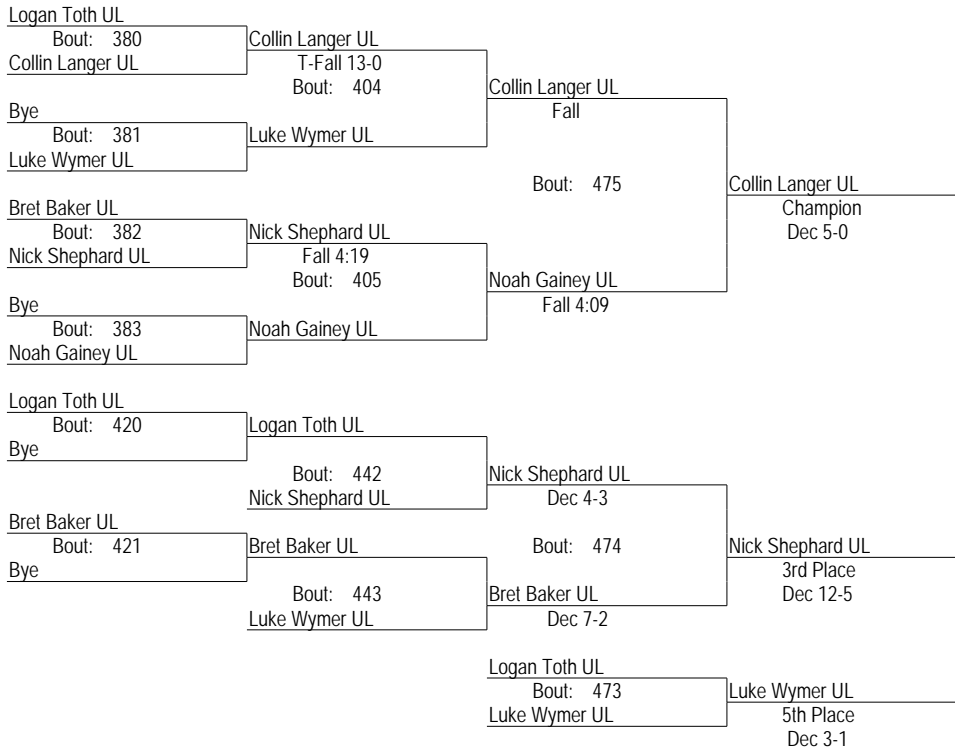 Logan Toth UL
Bout: 380
Collin Langer UL
Collin Langer UL
T-Fall 13-0
Bout: 404
Bye
Bout: 381
Luke Wymer UL
Luke Wymer UL
Collin Langer UL
Fall
Bout: 475
Bret Baker UL
Bout: 382
Nick Shephard UL
Nick Shephard UL
Fall 4:19
Bout: 405
Bye
Bout: 383
Noah Gainey UL
Noah Gainey UL
Noah Gainey UL
Fall 4:09
Collin Langer UL
Champion
Dec 5-0
Logan Toth UL
Bout: 420
Bye
Logan Toth UL
Bout: 442
Nick Shephard UL
Nick Shephard UL
Dec 4-3
Bout: 474
Bret Baker UL
Bout: 421
Bye
Bret Baker UL
Bout: 443
Luke Wymer UL
Bret Baker UL
Dec 7-2
Nick Shephard UL
3rd Place
Dec 12-5
Logan Toth UL
Bout: 473
Luke Wymer UL
Luke Wymer UL
5th Place
Dec 3-1